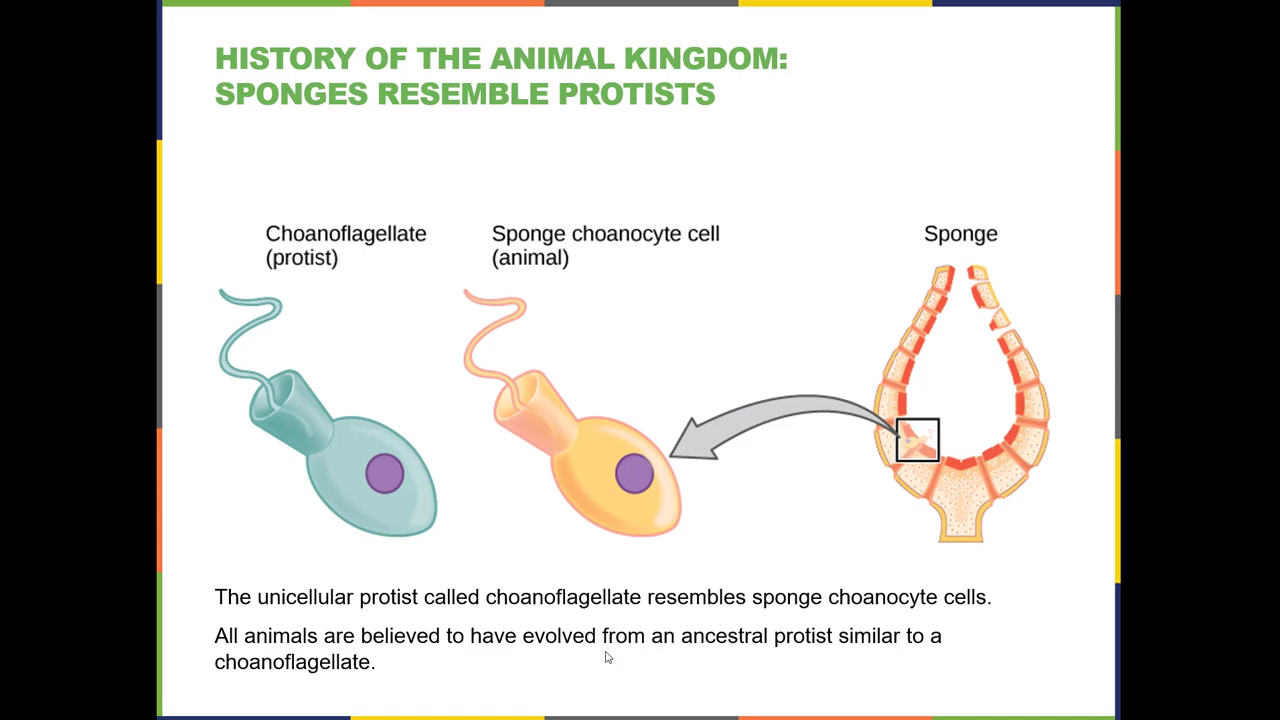 HISTORY OF THE ANIMAL KINGDOM:
SPONGES RESEMBLE PROTISTS
Choanoflagellate
(protist)
Sponge choanocyte cell
(animal)
Sponge
The unicellular protist called choanoflagellate resembles sponge choanocyte cells.
All animals are believed to have evolved from an ancestral protist similar to a
choanoflagellate.